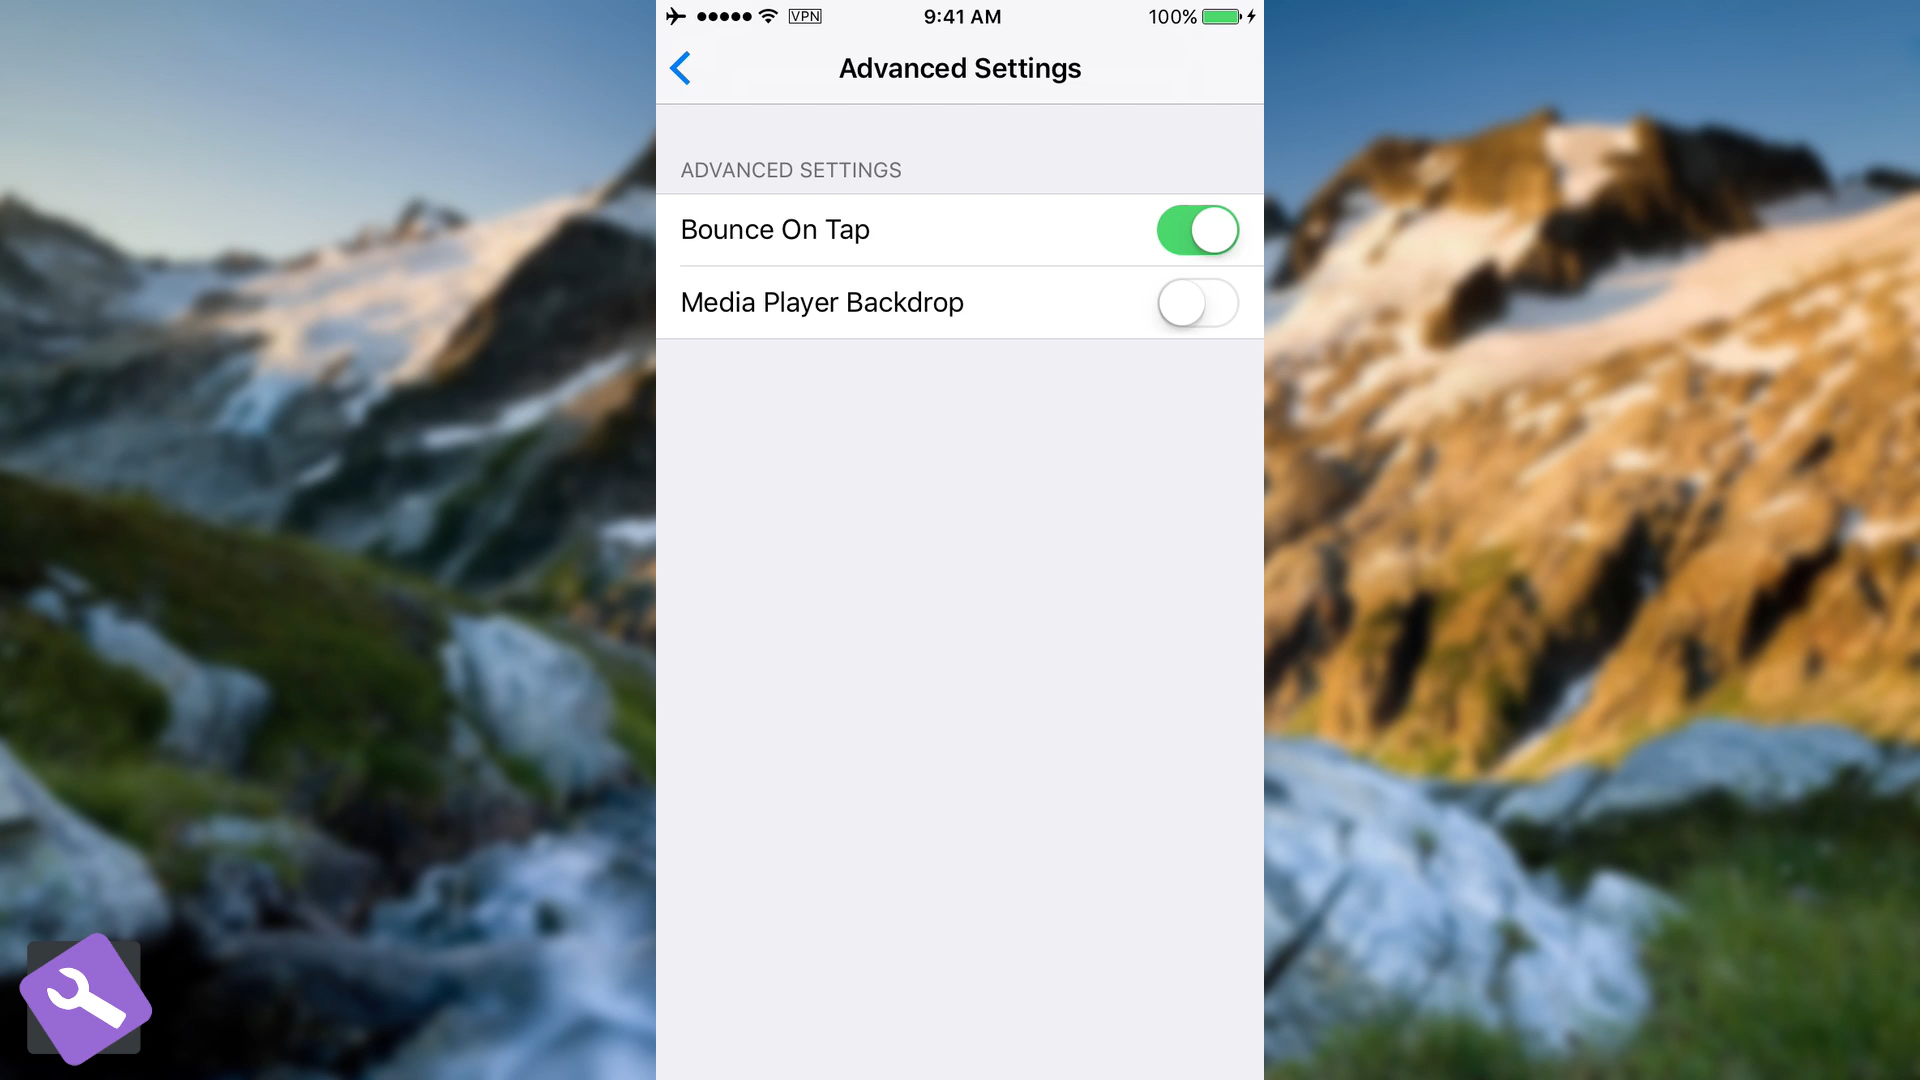 VPN 9:41 AM 100%
Advanced Settings
ADVANCED SETTINGS
Bounce On Tap
Media Player Backdrop